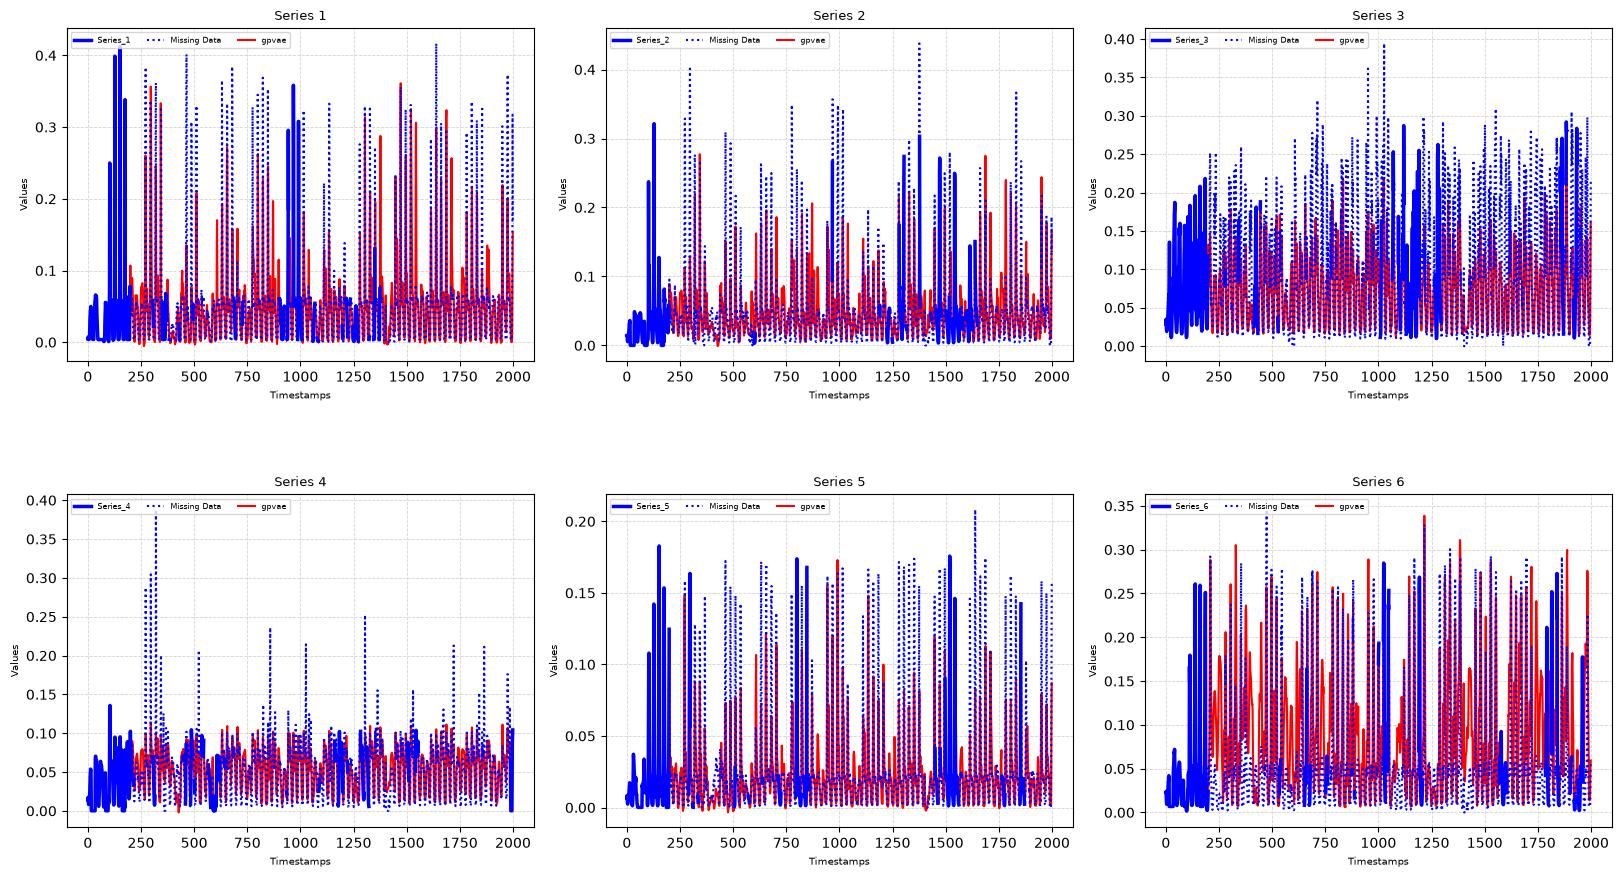 Series 1
Series_1 Missing Data gpvae
0.4
0.3
0.2
0.1
0.0
Values
0 250 500 750 1000 1250 1500 1750 2000
Timestamps
Series 2
Series_2 Missing Data gpvae
0.4
0.3
0.2
0.1
0.0
Values
0 250 500 750 1000 1250 1500 1750 2000
Timestamps
Series 3
Series_3 Missing Data gpvae
0.40
0.35
0.30
0.25
0.20
0.15
0.10
0.05
0.00
Values
0 250 500 750 1000 1250 1500 1750 2000
Timestamps
Series 4
Series_4 Missing Data gpvae
0.40
0.35
0.30
0.25
0.20
0.15
0.10
0.05
0.00
Values
0 250 500 750 1000 1250 1500 1750 2000
Timestamps
Series 5
Series_5 Missing Data gpvae
0.20
0.15
0.10
0.05
0.00
Values
0 250 500 750 1000 1250 1500 1750 2000
Timestamps
Series 6
Series_6 Missing Data gpvae
0.35
0.30
0.25
0.20
0.15
0.10
0.05
0.00
Values
0 250 500 750 1000 1250 1500 1750 2000
Timestamps